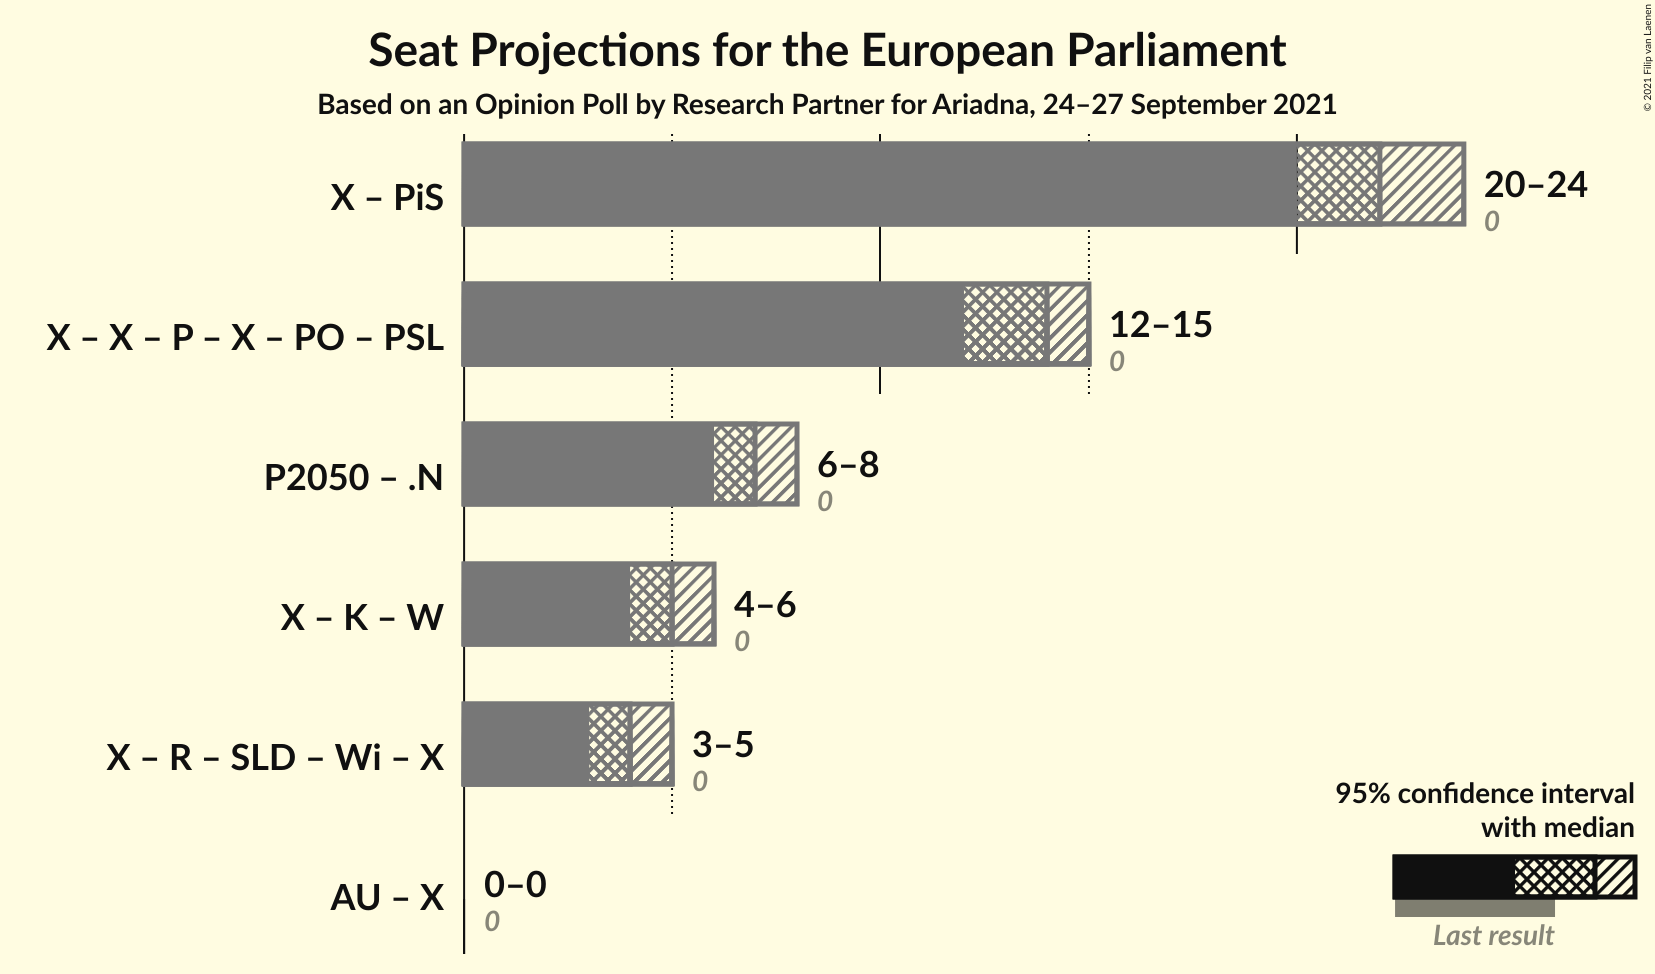 Seat Projections for the European Parliament
Based on an Opinion Poll by Research Partner for Ariadna, 24–27 September 2021
© 2021 Filip van Laenen
X – PiS
20–24
0
X – X – P – X – PO – PSL
12–15
0
P2050 – .N
6–8
0
X – K – W
4–6
0
X – R – SLD – Wi – X
3–5
0
AU – X
0–0
0
95% confidence interval
with median
Last result